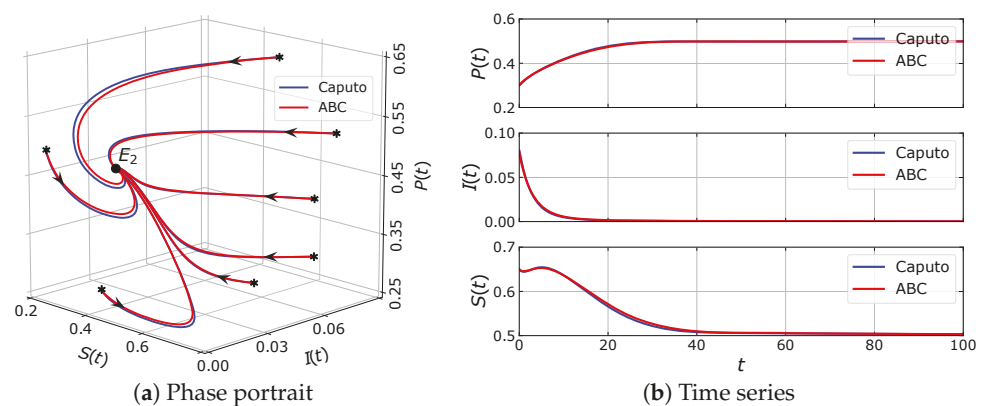 0.65
0.55
0.45
0.35
0.25
P(t)
Caputo
ABC
E₂
0.2
0.4
0.6
S(t)
0.00
0.03
0.06
I(t)
(a) Phase portrait
0.6
0.4
0.2
P(t)
Caputo
ABC
0.10
0.05
0.00
I(t)
Caputo
ABC
0.7
0.6
0.5
S(t)
Caputo
ABC
0 20 40 60 80 100
t
(b) Time series